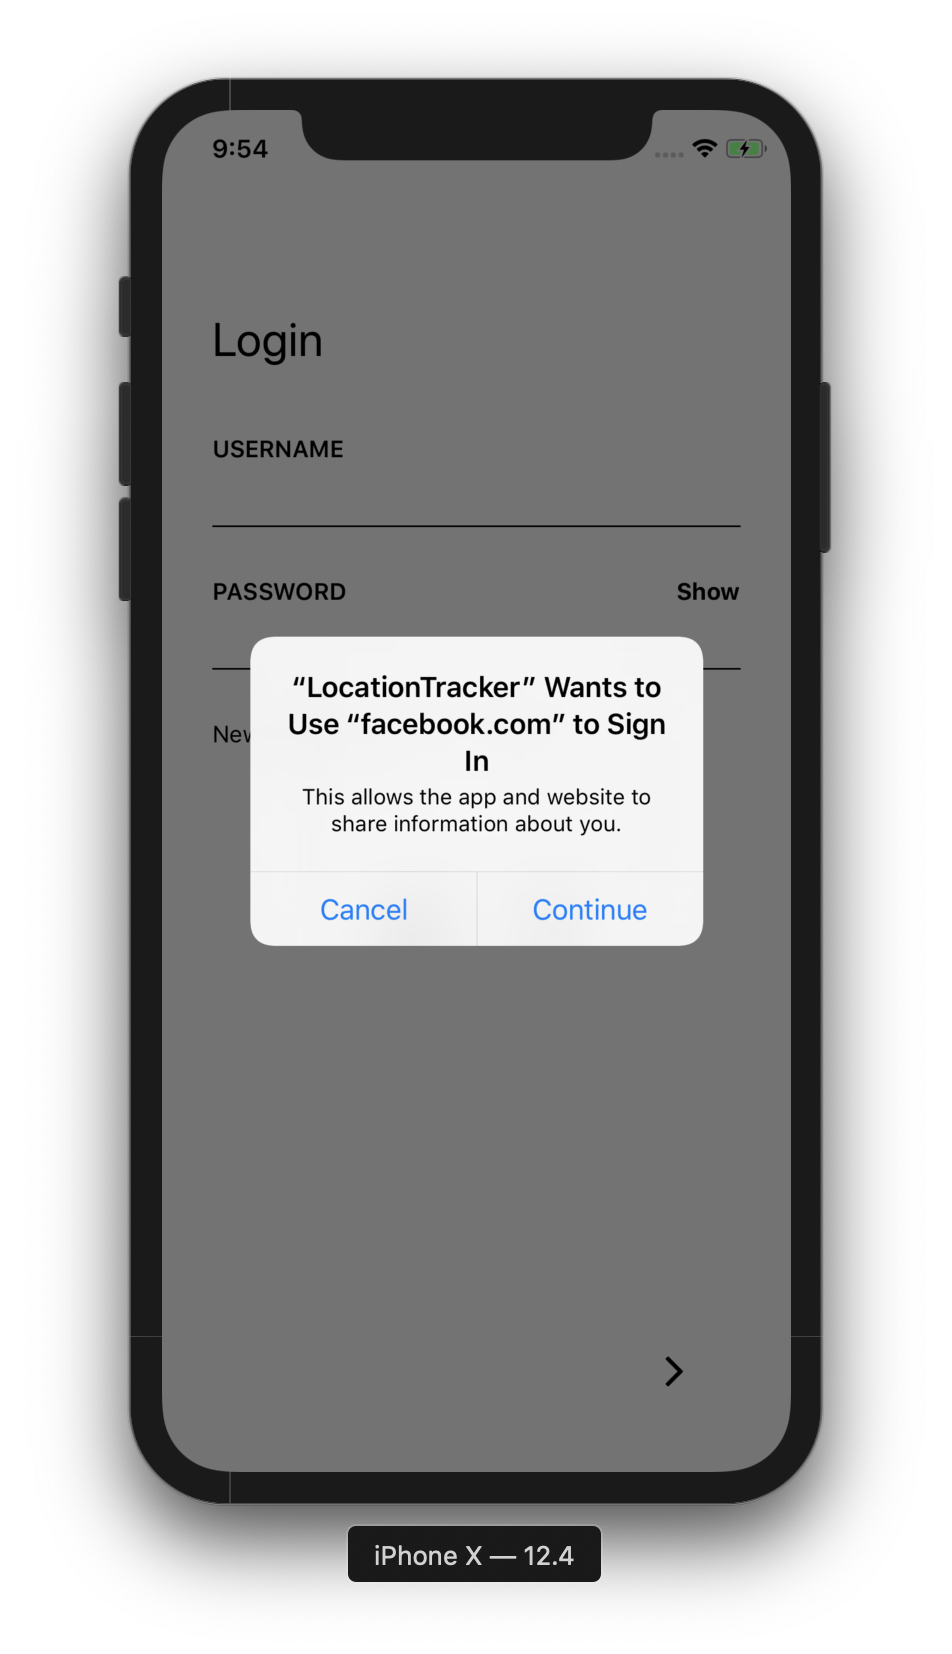 9:54
Login
USERNAME
PASSWORD Show
“LocationTracker” Wants to
Use “facebook.com” to Sign
In
New
This allows the app and website to
share information about you.
Cancel Continue
iPhone X — 12.4